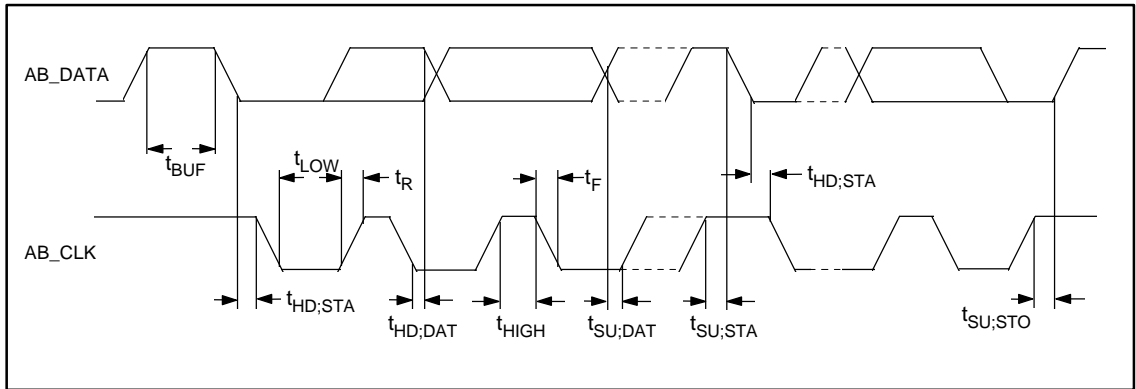 AB_DATA
tBUF
tLOW
tR
tF
tHD;STA
AB_CLK
tHD;STA
tHD;DAT
tHIGH
tSU;DAT
tSU;STA
tSU;STO